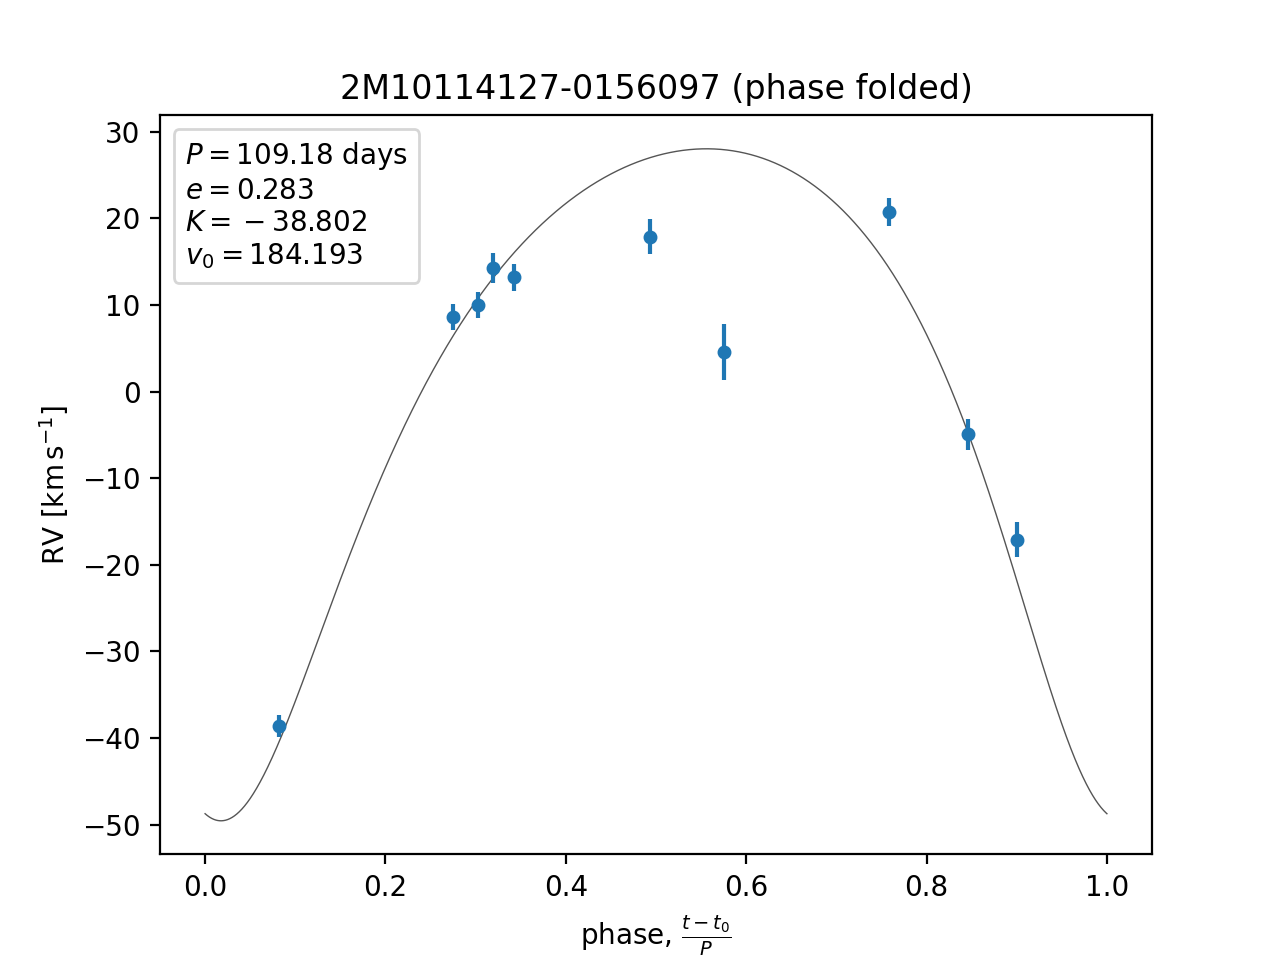 2M10114127-0156097 (phase folded)
P = 109.18 days
e = 0.283
K = −38.802
v₀ = 184.193
RV [km s⁻¹]
30
20
10
0
−10
−20
−30
−40
−50
0.0 0.2 0.4 0.6 0.8 1.0
phase, (t − t₀)/P